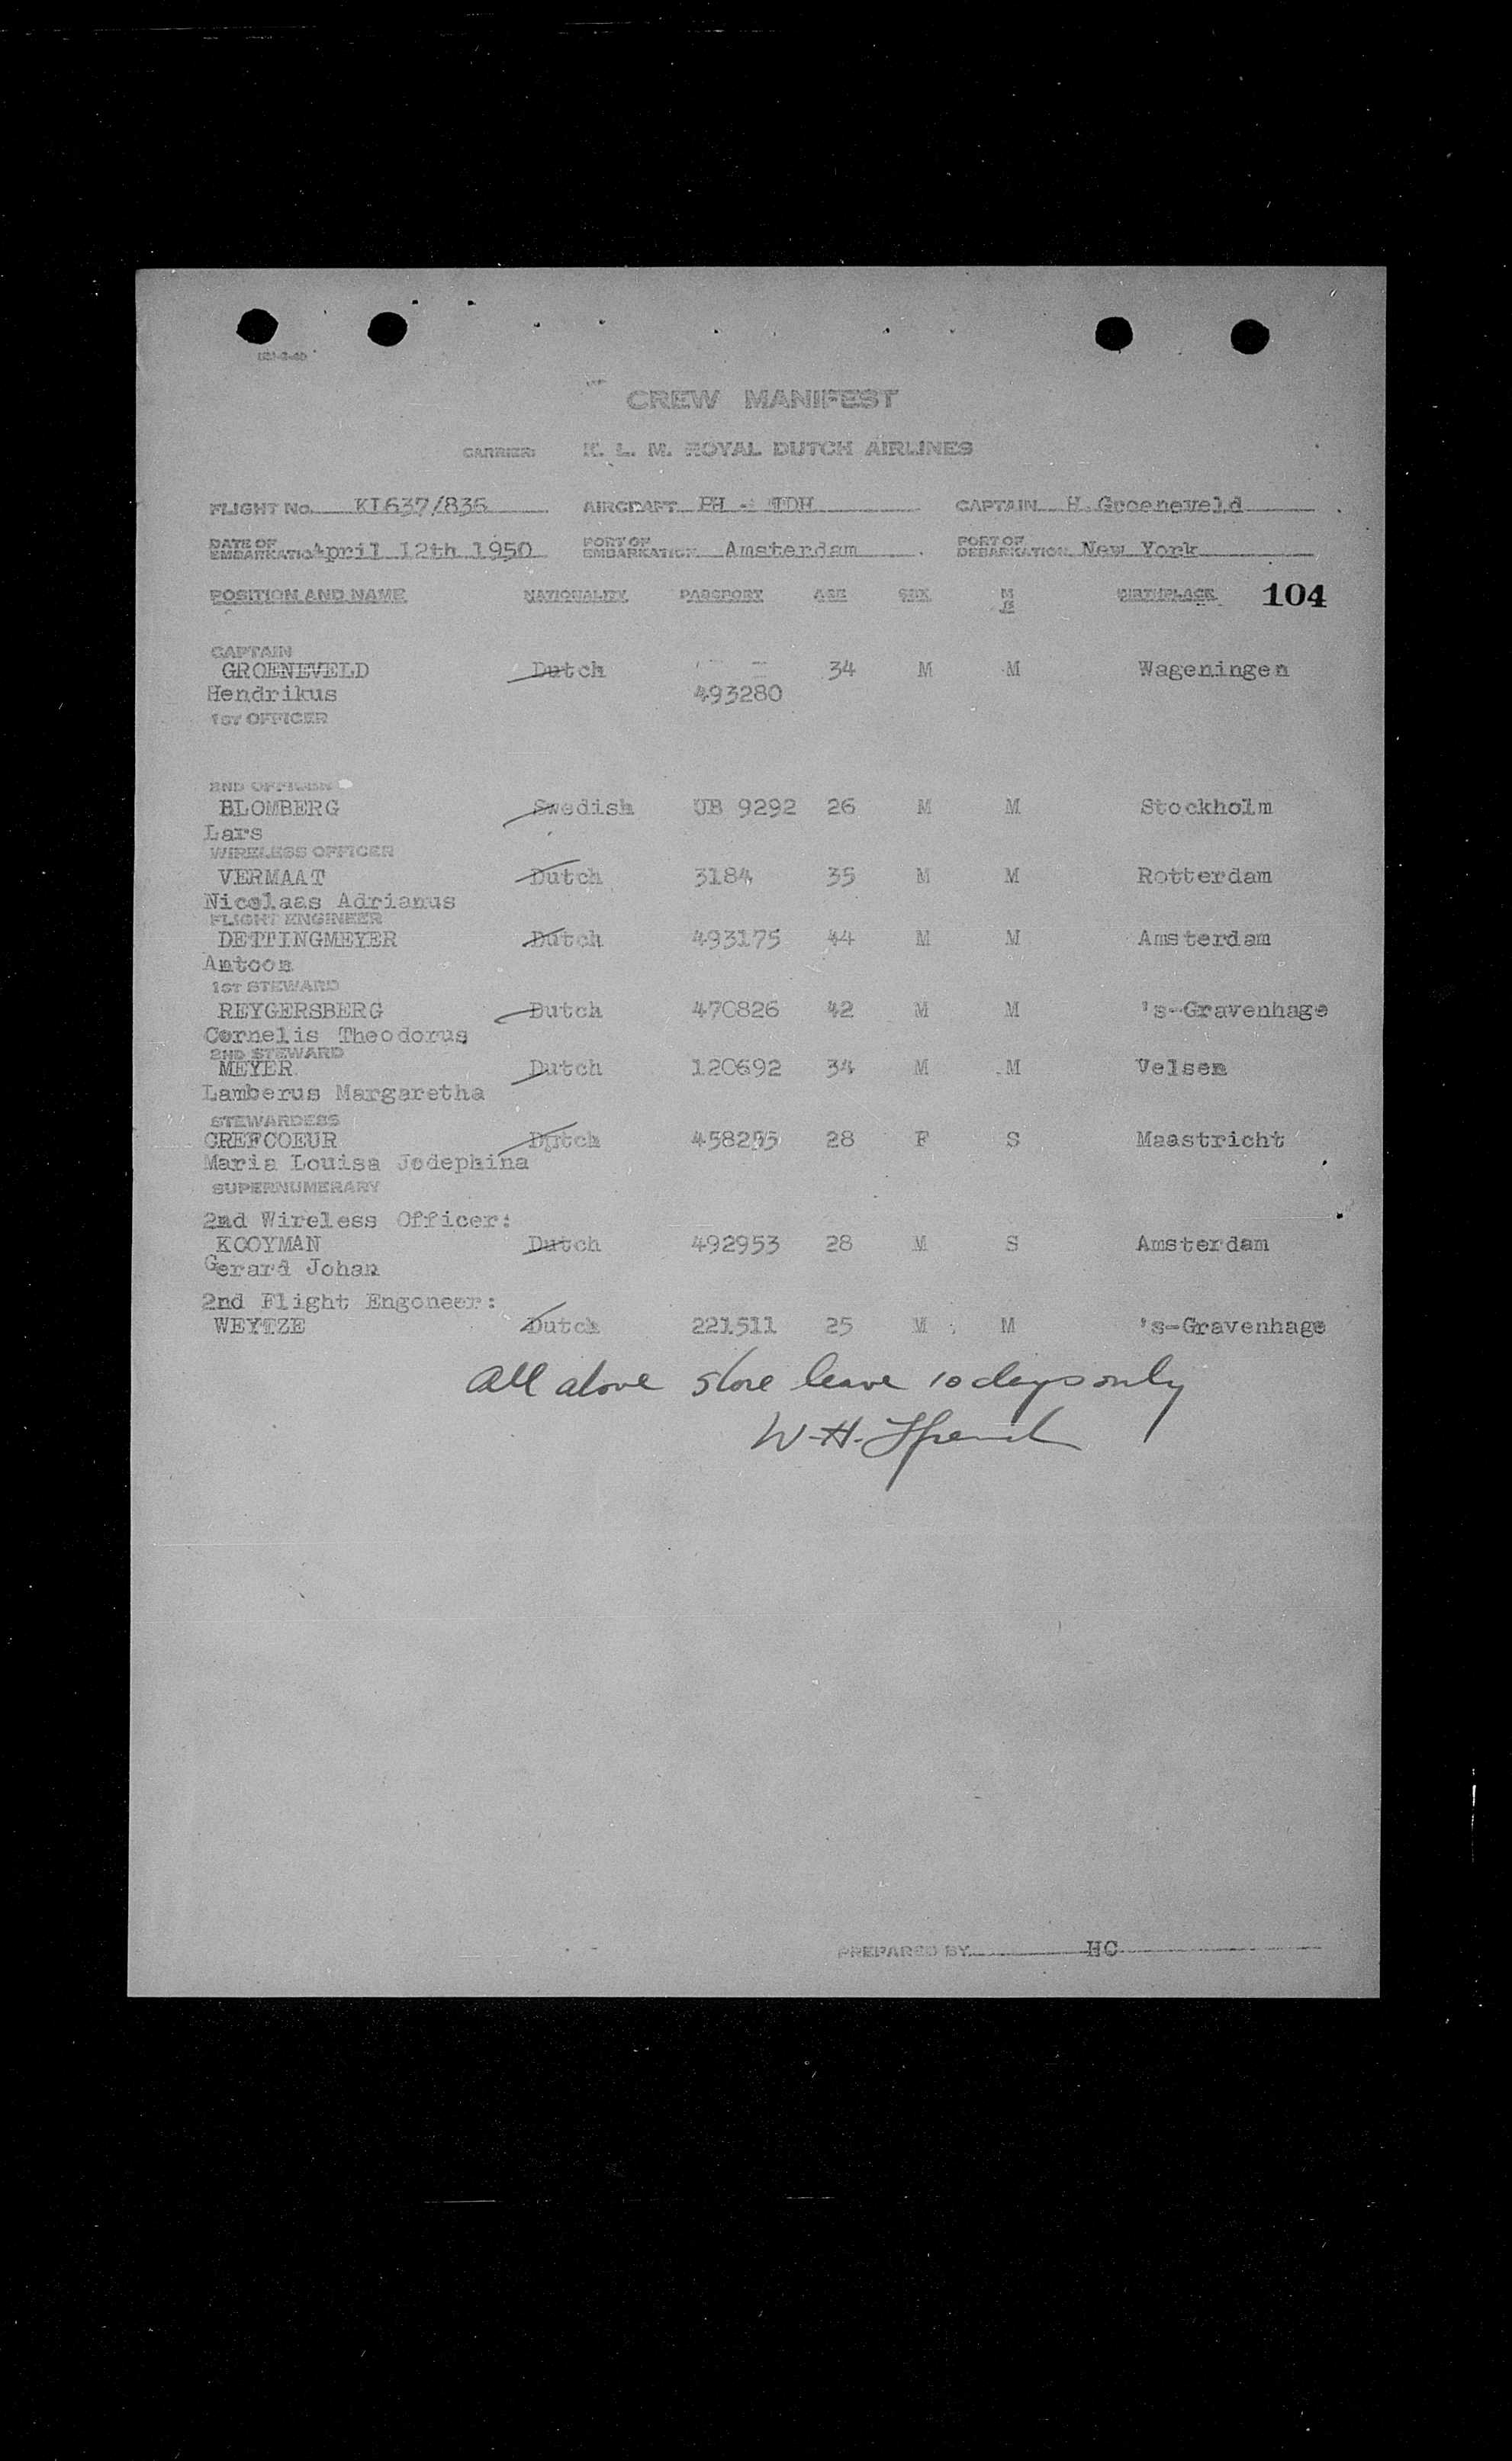 CREW MANIFEST
CARRIER: K. L. M. ROYAL DUTCH AIRLINES
FLIGHT No. KL637/836 AIRCRAFT PH - TDH CAPTAIN H.Groeneveld
DATE OF EMBARKATION April 12th 1950 PORT OF EMBARKATION Amsterdam PORT OF DEBARKATION New York
POSITION AND NAME NATIONALITY PASSPORT AGE SEX M S BIRTHPLACE 104
CAPTAIN
GROENEVELD Dutch 34 M M Wageningen
Hendrikus 493280
1ST OFFICER
2ND OFFICER
BLOMBERG Swedish UB 9292 26 M M Stockholm
Lars
WIRELESS OFFICER
VERMAAT Dutch 3184 35 M M Rotterdam
Nicolaas Adrianus
FLIGHT ENGINEER
DETTINGMEYER Dutch 493175 44 M M Amsterdam
Antoon
1ST STEWARD
REYGERSBERG Dutch 470826 42 M M 's-Gravenhage
Cornelis Theodorus
2ND STEWARD
MEYER Dutch 120692 34 M M Velsen
Lamberus Margaretha
STEWARDESS
CREFCOEUR Dutch 28 F S Maastricht
Maria Louisa Jodephina
SUPERNUMERARY
2nd Wireless Officer:
KOOYMAN Dutch 492953 28 M S Amsterdam
Gerard Johan
2nd Flight Engoneer:
WEYTZE Dutch 221511 25 M M 's-Gravenhage
All above shore leave 10 days only
W-H-
PREPARED BY HC